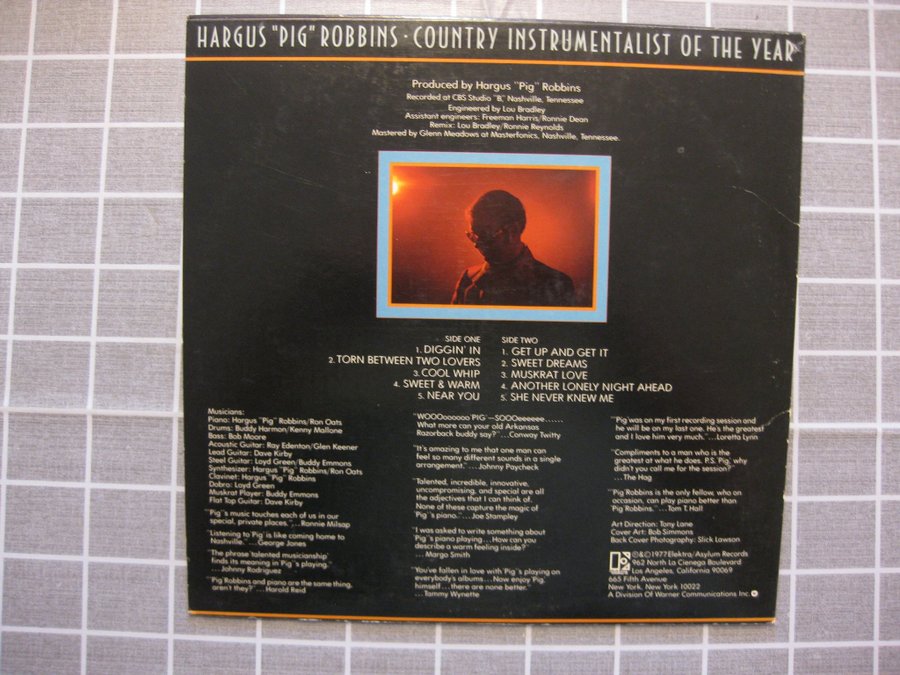 HARGUS "PIG" ROBBINS · COUNTRY INSTRUMENTALIST OF THE YEAR
Produced by Hargus "Pig" Robbins
Recorded at CBS Studio "B," Nashville, Tennessee
Engineered by Lou Bradley
Assistant engineers: Freeman Harris/Ronnie Dean
Remix: Lou Bradley/Ronnie Reynolds
Mastered by Glenn Meadows at Masterfonics, Nashville, Tennessee.
SIDE ONE
1. DIGGIN' IN
2. TORN BETWEEN TWO LOVERS
3. COOL WHIP
4. SWEET & WARM
5. NEAR YOU
SIDE TWO
1. GET UP AND GET IT
2. SWEET DREAMS
3. MUSKRAT LOVE
4. ANOTHER LONELY NIGHT AHEAD
5. SHE NEVER KNEW ME
Musicians:
Piano: Hargus "Pig" Robbins/Ron Oats
Drums: Buddy Harmon/Kenny Mallone
Bass: Bob Moore
Acoustic Guitar: Ray Edenton/Glen Keener
Lead Guitar: Dave Kirby
Steel Guitar: Loyd Green/Buddy Emmons
Synthesizer: Hargus "Pig" Robbins/Ron Oats
Clavinet: Hargus "Pig" Robbins
Dobro: Loyd Green
Muskrat Player: Buddy Emmons
Flat Top Guitar: Dave Kirby
"Pig's music touches each of us in our
special, private places."...Ronnie Milsap
"Listening to Pig is like coming home to
Nashville."...George Jones
"The phrase 'talented musicianship'
finds its meaning in Pig's playing."
...Johnny Rodriguez
"Pig Robbins and piano are the same thing,
aren't they?"...Harold Reid
"WOOOooooooo 'PIG'—SOOOeeeeee......
What more can your old Arkansas
Razorback buddy say?"...Conway Twitty
"It's amazing to me that one man can
feel so many different sounds in a single
arrangement."...Johnny Paycheck
"Talented, incredible, innovative,
uncompromising, and special are all
the adjectives that I can think of.
None of these capture the magic of
'Pig's piano."...Joe Stampley
"I was asked to write something about
'Pig's piano playing...How can you
describe a warm feeling inside?"
...Margo Smith
"You've fallen in love with Pig's playing on
everybody's albums...Now enjoy Pig,
himself...there are none better."
...Tammy Wynette
"'Pig' was on my first recording session and
he will be on my last one. He's the greatest
and I love him very much."...Loretta Lynn
"Compliments to a man who is the
greatest at what he does. P.S. 'Pig,' why
didn't you call me for the session?"
...The Hag
"Pig Robbins is the only fellow, who on
occasion, can play piano better than
'Pig' Robbins."...Tom T. Hall
Art Direction: Tony Lane
Cover Art: Bob Simmons
Back Cover Photography: Slick Lawson
℗&© 1977 Elektra/Asylum Records
962 North La Cienega Boulevard
Los Angeles, California 90069
665 Fifth Avenue
New York, New York 10022
A Division Of Warner Communications Inc.